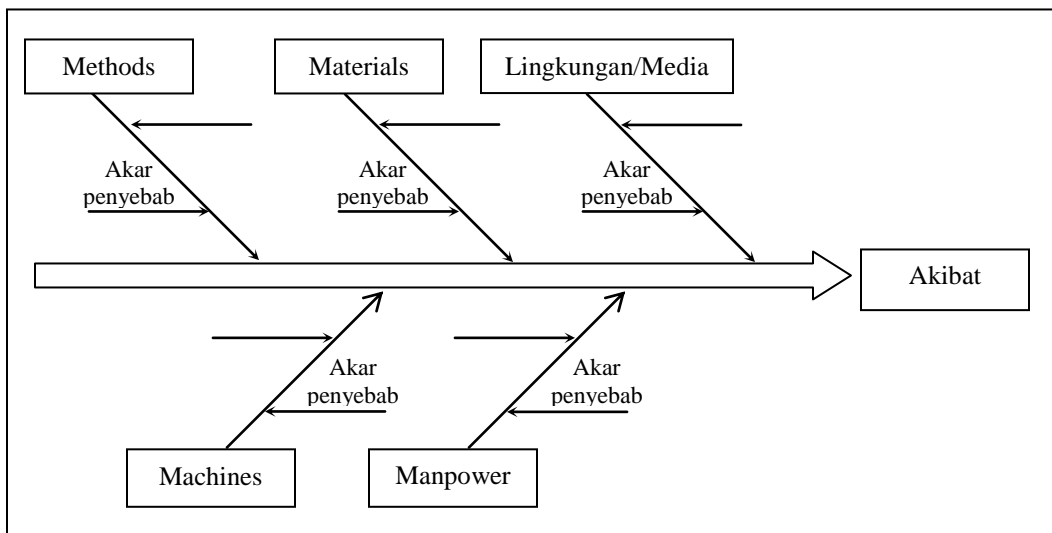 Methods
Materials
Lingkungan/Media
Akar
penyebab
Akar
penyebab
Akar
penyebab
Akibat
Akar
penyebab
Akar
penyebab
Machines
Manpower